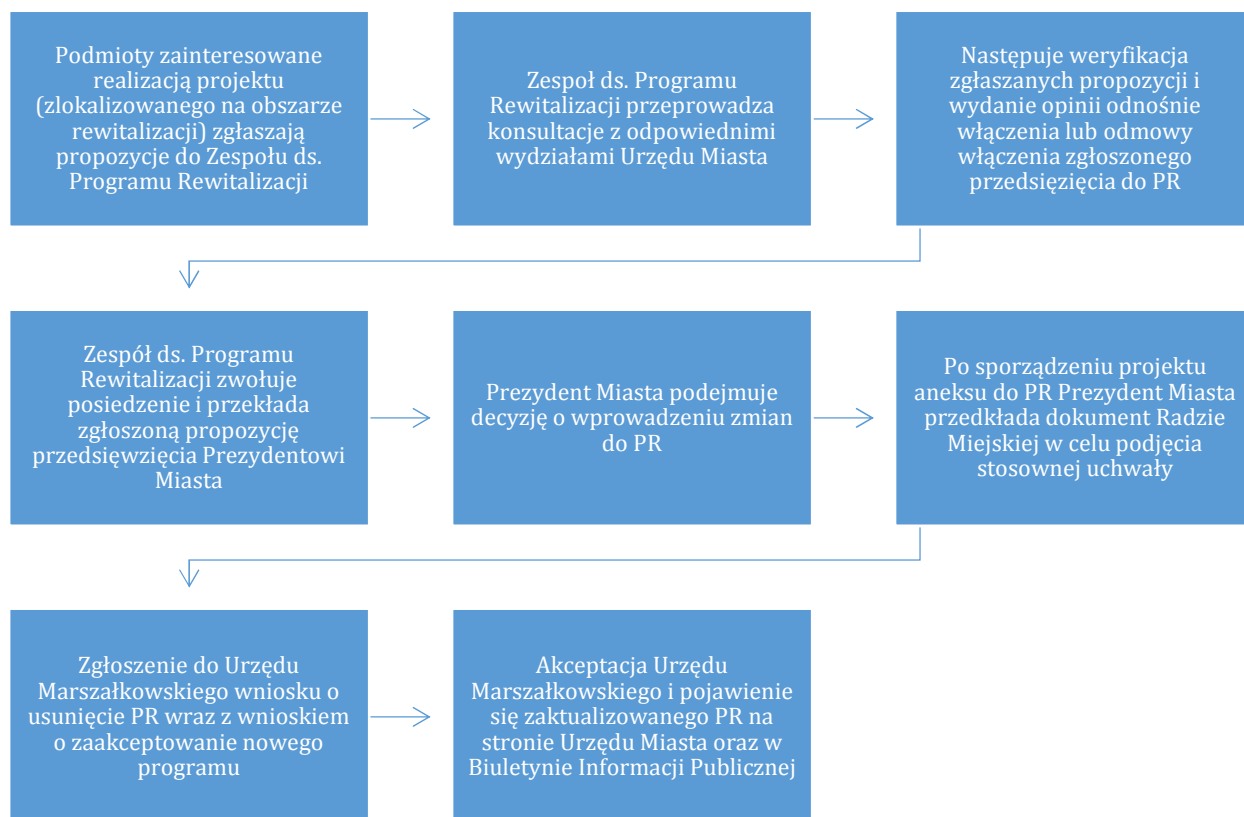 Podmioty zainteresowane
realizacją projektu
(zlokalizowanego na obszarze
rewitalizacji) zgłaszają
propozycje do Zespołu ds.
Programu Rewitalizacji
Zespoł ds. Programu
Rewitalizacji przeprowadza
konsultacje z odpowiednimi
wydziałami Urzędu Miasta
Następuje weryfikacja
zgłaszanych propozycji i
wydanie opinii odnośnie
włączenia lub odmowy
włączenia zgłoszonego
przedsięzięcia do PR
Zespół ds. Programu
Rewitalizacji zwołuje
posiedzenie i przekłada
zgłoszoną propozycję
przedsięwzięcia Prezydentowi
Miasta
Prezydent Miasta podejmuje
decyzję o wprowadzeniu zmian
do PR
Po sporządzeniu projektu
aneksu do PR Prezydent Miasta
przedkłada dokument Radzie
Miejskiej w celu podjęcia
stosownej uchwały
Zgłoszenie do Urzędu
Marszałkowskiego wniosku o
usunięcie PR wraz z wnioskiem
o zaakceptowanie nowego
programu
Akceptacja Urzędu
Marszałkowskiego i pojawienie
się zaktualizowanego PR na
stronie Urzędu Miasta oraz w
Biuletynie Informacji Publicznej